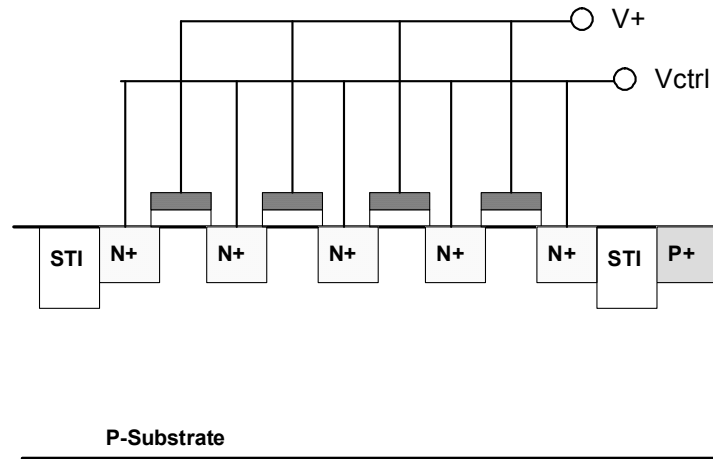 V+
Vctrl
STI N+ N+ N+ N+ N+ STI P+
P-Substrate